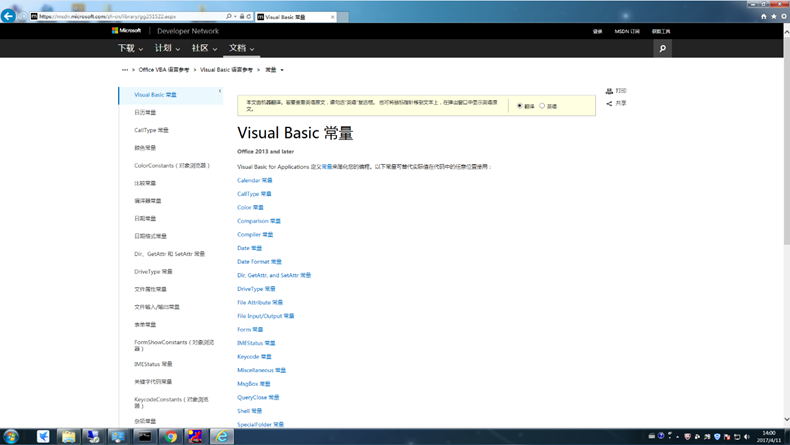 https://msdn.microsoft.com/zh-cn/library/gg251522.aspx
Visual Basic 常量
Microsoft
Developer Network
登录
MSDN 订阅
获取工具
下载
计划
社区
文档
••• > Office VBA 语言参考 > Visual Basic 语言参考 > 常量
Visual Basic 常量
日历常量
CallType 常量
颜色常量
ColorConstants（对象浏览器）
比较常量
编译器常量
日期常量
日期格式常量
Dir、GetAttr 和 SetAttr 常量
DriveType 常量
文件属性常量
文件输入/输出常量
表单常量
FormShowConstants（对象浏览
器）
IMEStatus 常量
关键字代码常量
KeycodeConstants（对象浏览
器）
杂项常量
本文由机器翻译。若要查看英语原文，请勾选“英语”复选框。 也可将鼠标指针移到文本上，在弹出窗口中显示英语原
文。
翻译
英语
打印
共享
Visual Basic 常量
Office 2013 and later
Visual Basic for Applications 定义常量来简化您的编程。以下常量可替代实际值在代码中的任意位置使用：
Calendar 常量
CallType 常量
Color 常量
Comparison 常量
Compiler 常量
Date 常量
Date Format 常量
Dir, GetAttr, and SetAttr 常量
DriveType 常量
File Attribute 常量
File Input/Output 常量
Form 常量
IMEStatus 常量
Keycode 常量
Miscellaneous 常量
MsgBox 常量
QueryClose 常量
Shell 常量
SpecialFolder 常量
14:00
2017/4/11